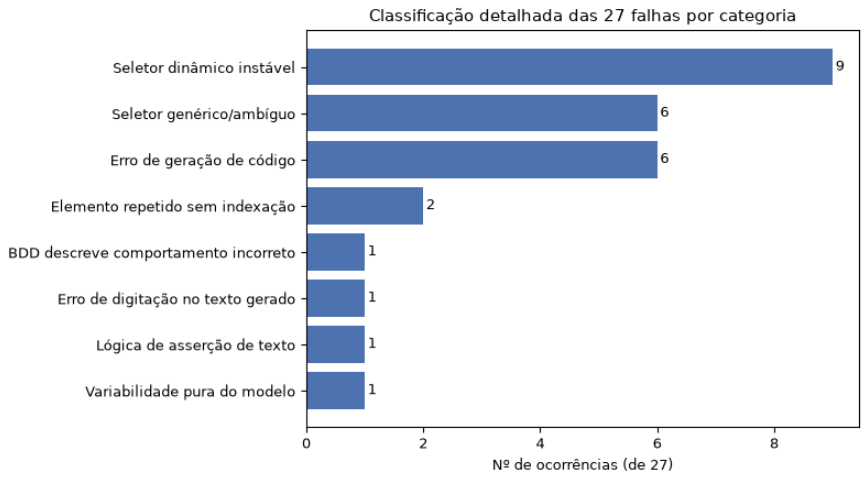 Classificação detalhada das 27 falhas por categoria
Seletor dinâmico instável 9
Seletor genérico/ambíguo 6
Erro de geração de código 6
Elemento repetido sem indexação 2
BDD descreve comportamento incorreto 1
Erro de digitação no texto gerado 1
Lógica de asserção de texto 1
Variabilidade pura do modelo 1
0 2 4 6 8
Nº de ocorrências (de 27)